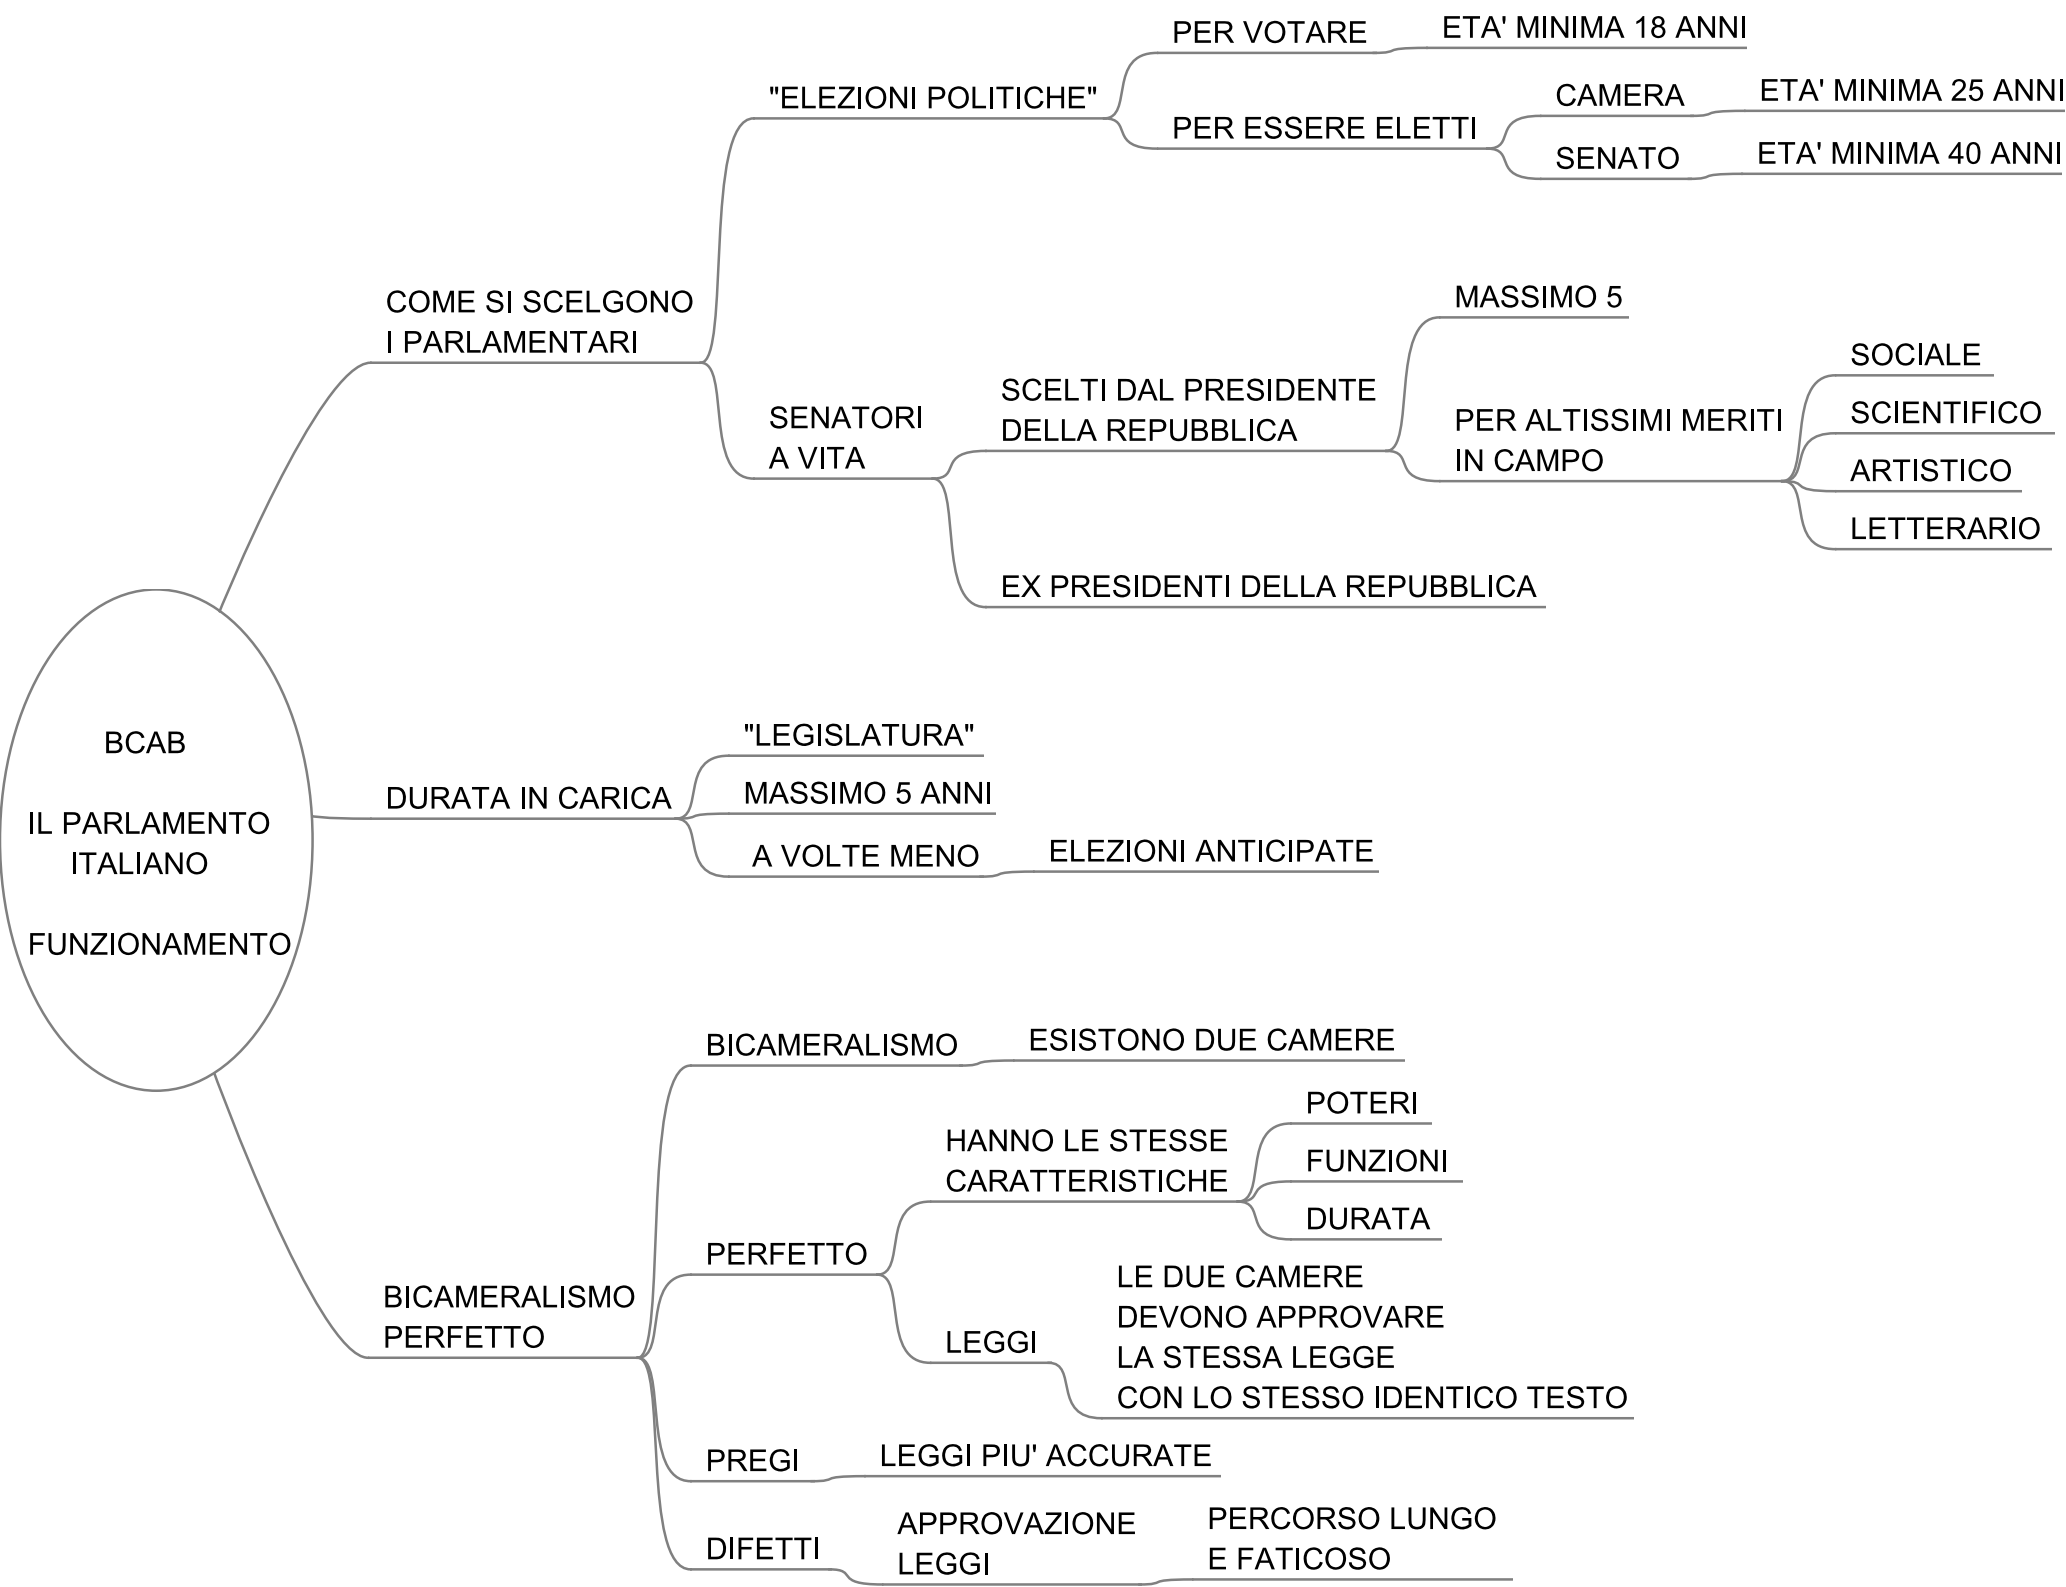 BCAB
IL PARLAMENTO
ITALIANO
FUNZIONAMENTO
COME SI SCELGONO
I PARLAMENTARI
"ELEZIONI POLITICHE"
PER VOTARE
ETA' MINIMA 18 ANNI
PER ESSERE ELETTI
CAMERA
ETA' MINIMA 25 ANNI
SENATO
ETA' MINIMA 40 ANNI
SENATORI
A VITA
SCELTI DAL PRESIDENTE
DELLA REPUBBLICA
MASSIMO 5
PER ALTISSIMI MERITI
IN CAMPO
SOCIALE
SCIENTIFICO
ARTISTICO
LETTERARIO
EX PRESIDENTI DELLA REPUBBLICA
DURATA IN CARICA
"LEGISLATURA"
MASSIMO 5 ANNI
A VOLTE MENO
ELEZIONI ANTICIPATE
BICAMERALISMO
PERFETTO
BICAMERALISMO
ESISTONO DUE CAMERE
PERFETTO
HANNO LE STESSE
CARATTERISTICHE
POTERI
FUNZIONI
DURATA
LEGGI
LE DUE CAMERE
DEVONO APPROVARE
LA STESSA LEGGE
CON LO STESSO IDENTICO TESTO
PREGI
LEGGI PIU' ACCURATE
DIFETTI
APPROVAZIONE
LEGGI
PERCORSO LUNGO
E FATICOSO